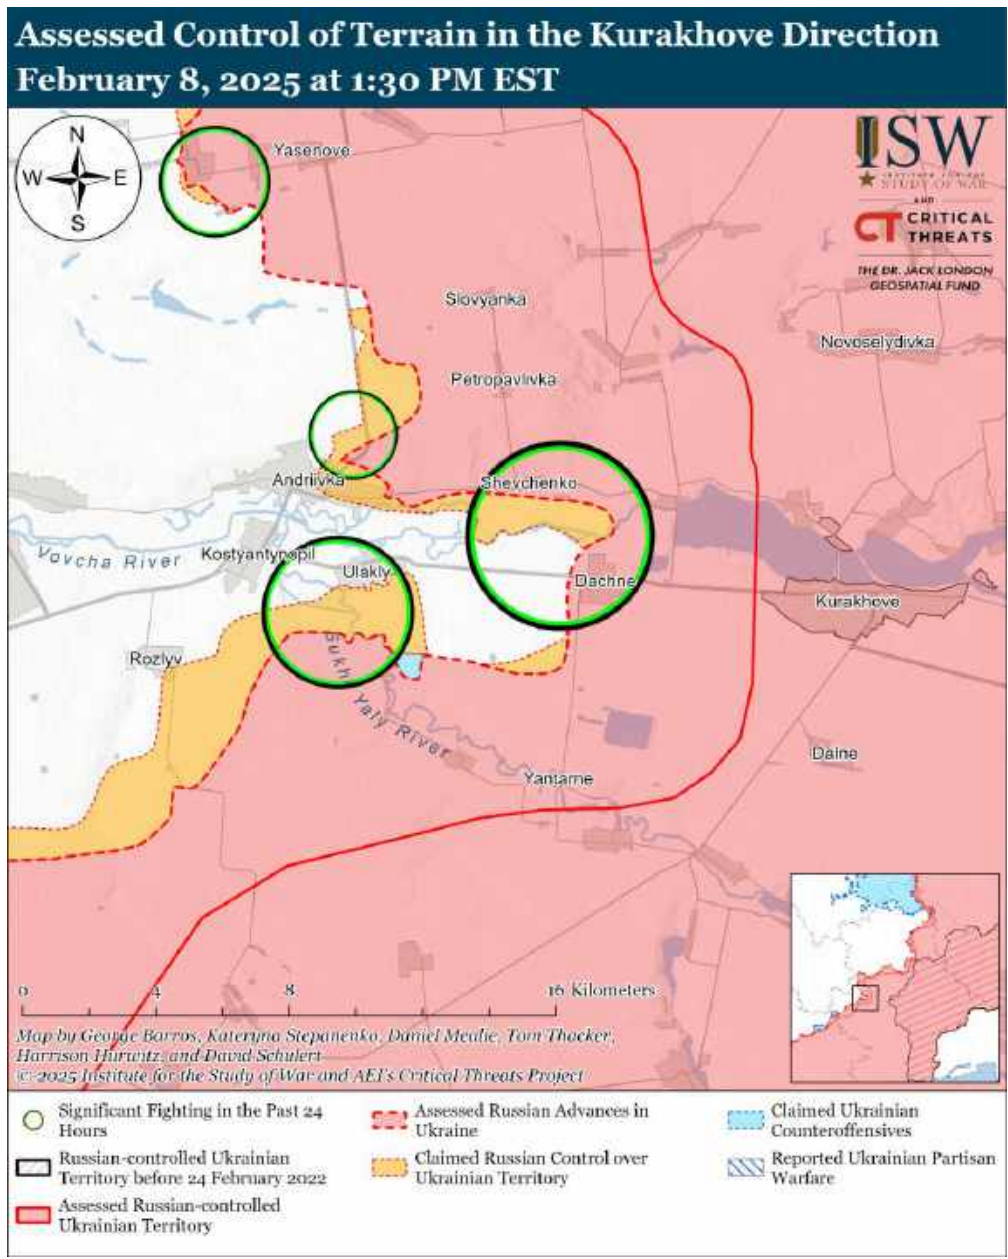 Assessed Control of Terrain in the Kurakhove Direction
February 8, 2025 at 1:30 PM EST
N
W E
S
ISW
INSTITUTE FOR THE
STUDY OF WAR
AND
CT CRITICAL
THREATS
THE DR. JACK LONDON
GEOSPATIAL FUND
Yasenove
Slovyanka
Novoselydivka
Petropavlivka
Andriivka
Shevchenko
Vovcha River
Kostyantynopil
Ulakly
Dachne
Kurakhove
Rozlyv
Sukhi Yaly River
Dalne
Yantarne
0 4 8 16 Kilometers
Map by George Barros, Kateryna Stepanenko, Daniel Mealie, Tom Thacker,
Harrison Hurwitz, and David Schulert
© 2025 Institute for the Study of War and AEI's Critical Threats Project
Significant Fighting in the Past 24
Hours
Russian-controlled Ukrainian
Territory before 24 February 2022
Assessed Russian-controlled
Ukrainian Territory
Assessed Russian Advances in
Ukraine
Claimed Russian Control over
Ukrainian Territory
Claimed Ukrainian
Counteroffensives
Reported Ukrainian Partisan
Warfare